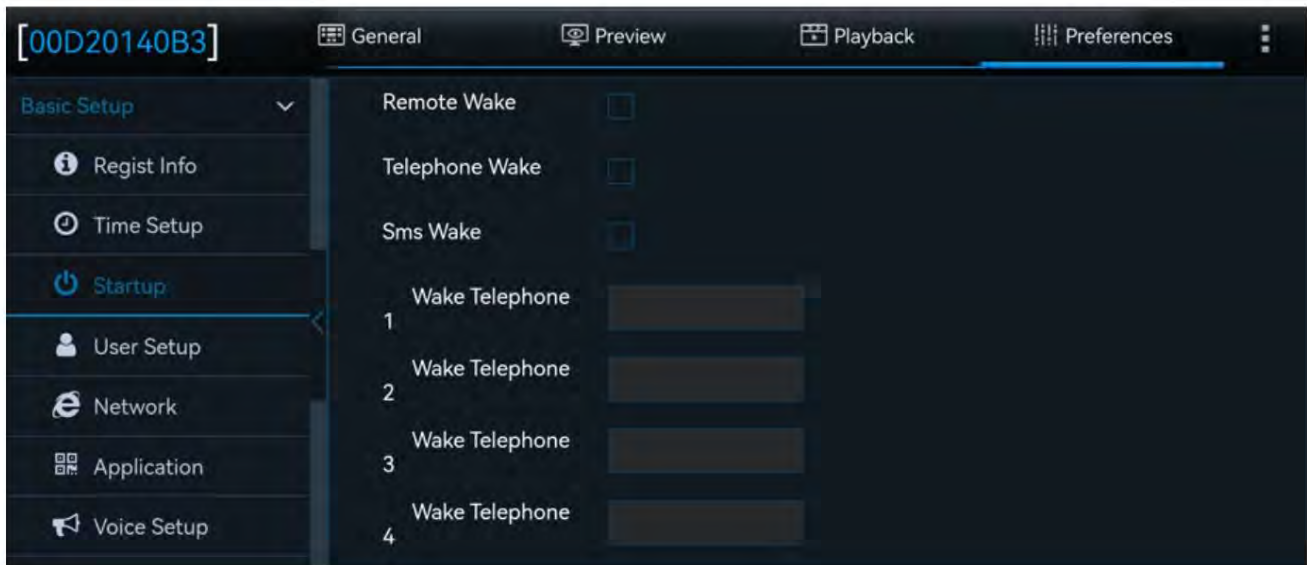 [00D20140B3]
General
Preview
Playback
Preferences
Basic Setup
Regist Info
Time Setup
Startup
User Setup
Network
Application
Voice Setup
Remote Wake
Telephone Wake
Sms Wake
Wake Telephone
1
Wake Telephone
2
Wake Telephone
3
Wake Telephone
4